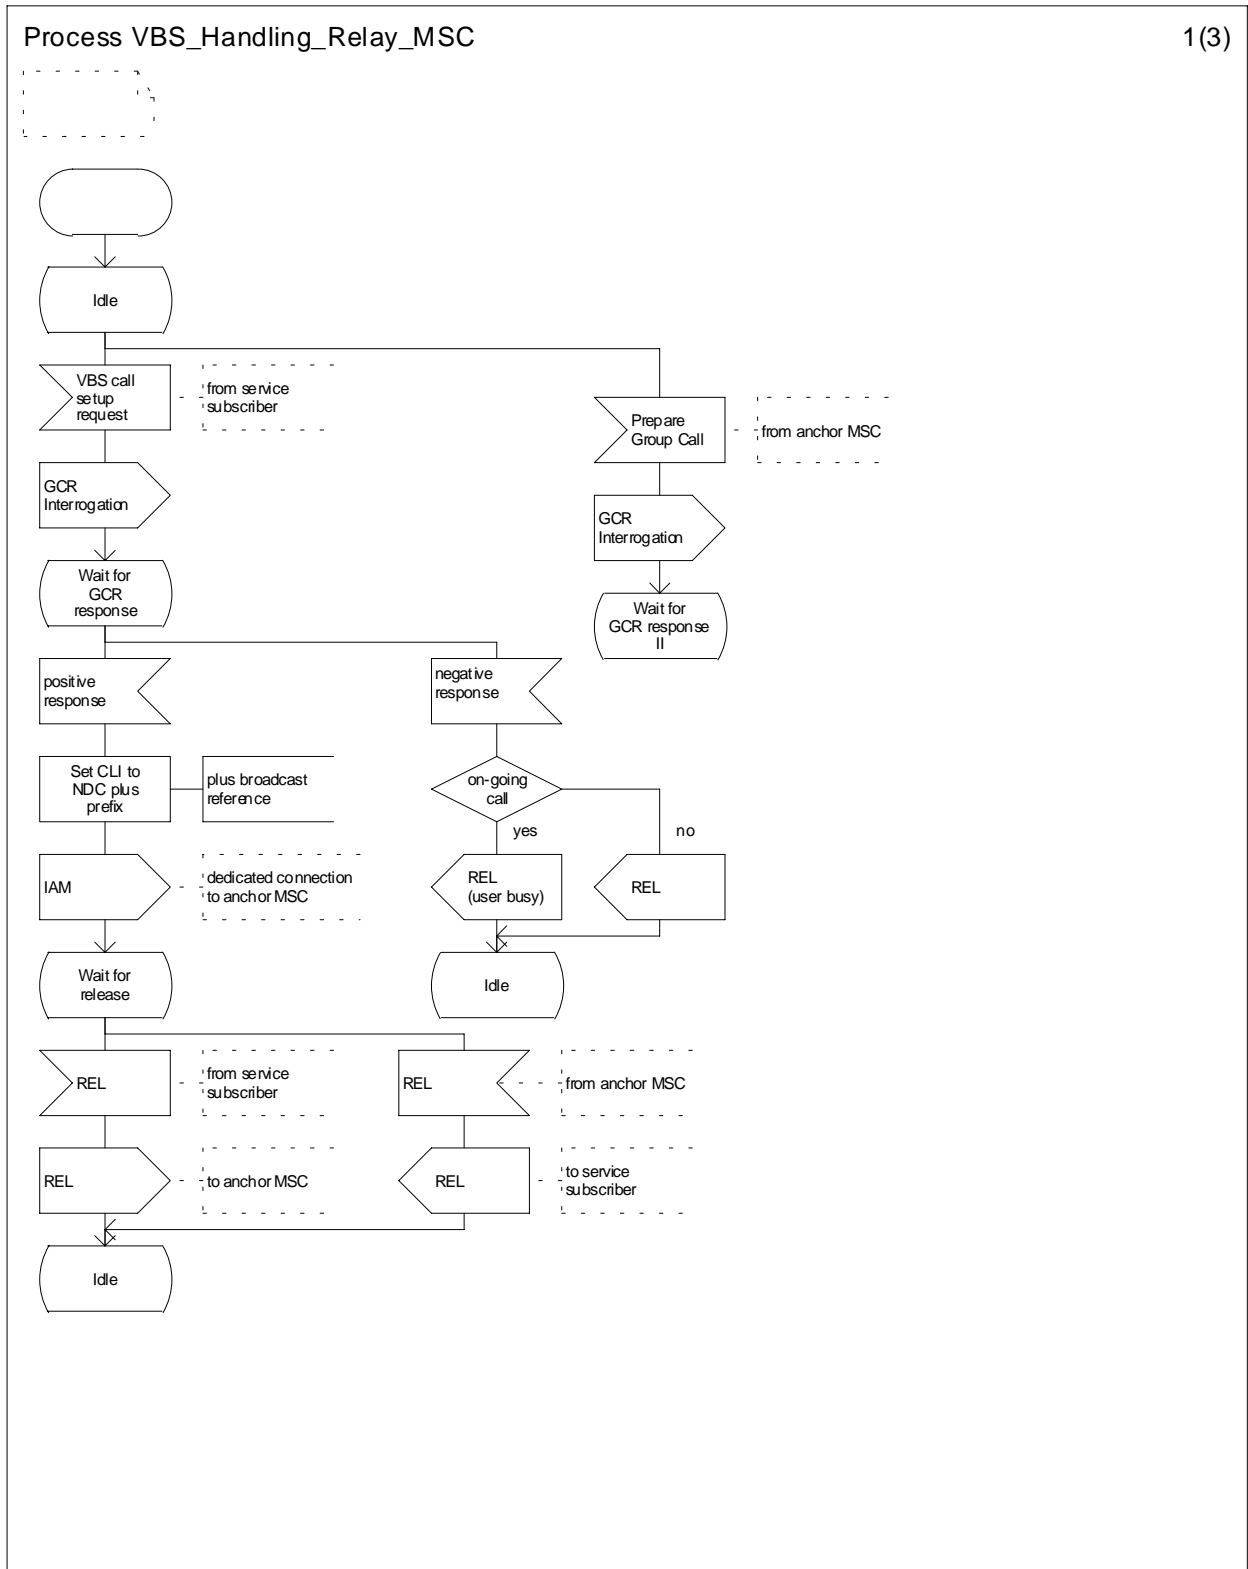 Process VBS_Handling_Relay_MSC
1(3)
Idle
VBS call
setup
request
from service
subscriber
Prepare
Group Call
from anchor MSC
GCR
Interrogation
GCR
Interrogation
Wait for
GCR
response
Wait for
GCR response
II
positive
response
negative
response
Set CLI to
NDC plus
prefix
plus broadcast
reference
on-going
call
yes
no
IAM
dedicated connection
to anchor MSC
REL
(user busy)
REL
Wait for
release
Idle
REL
from service
subscriber
REL
from anchor MSC
REL
to anchor MSC
REL
to service
subscriber
Idle